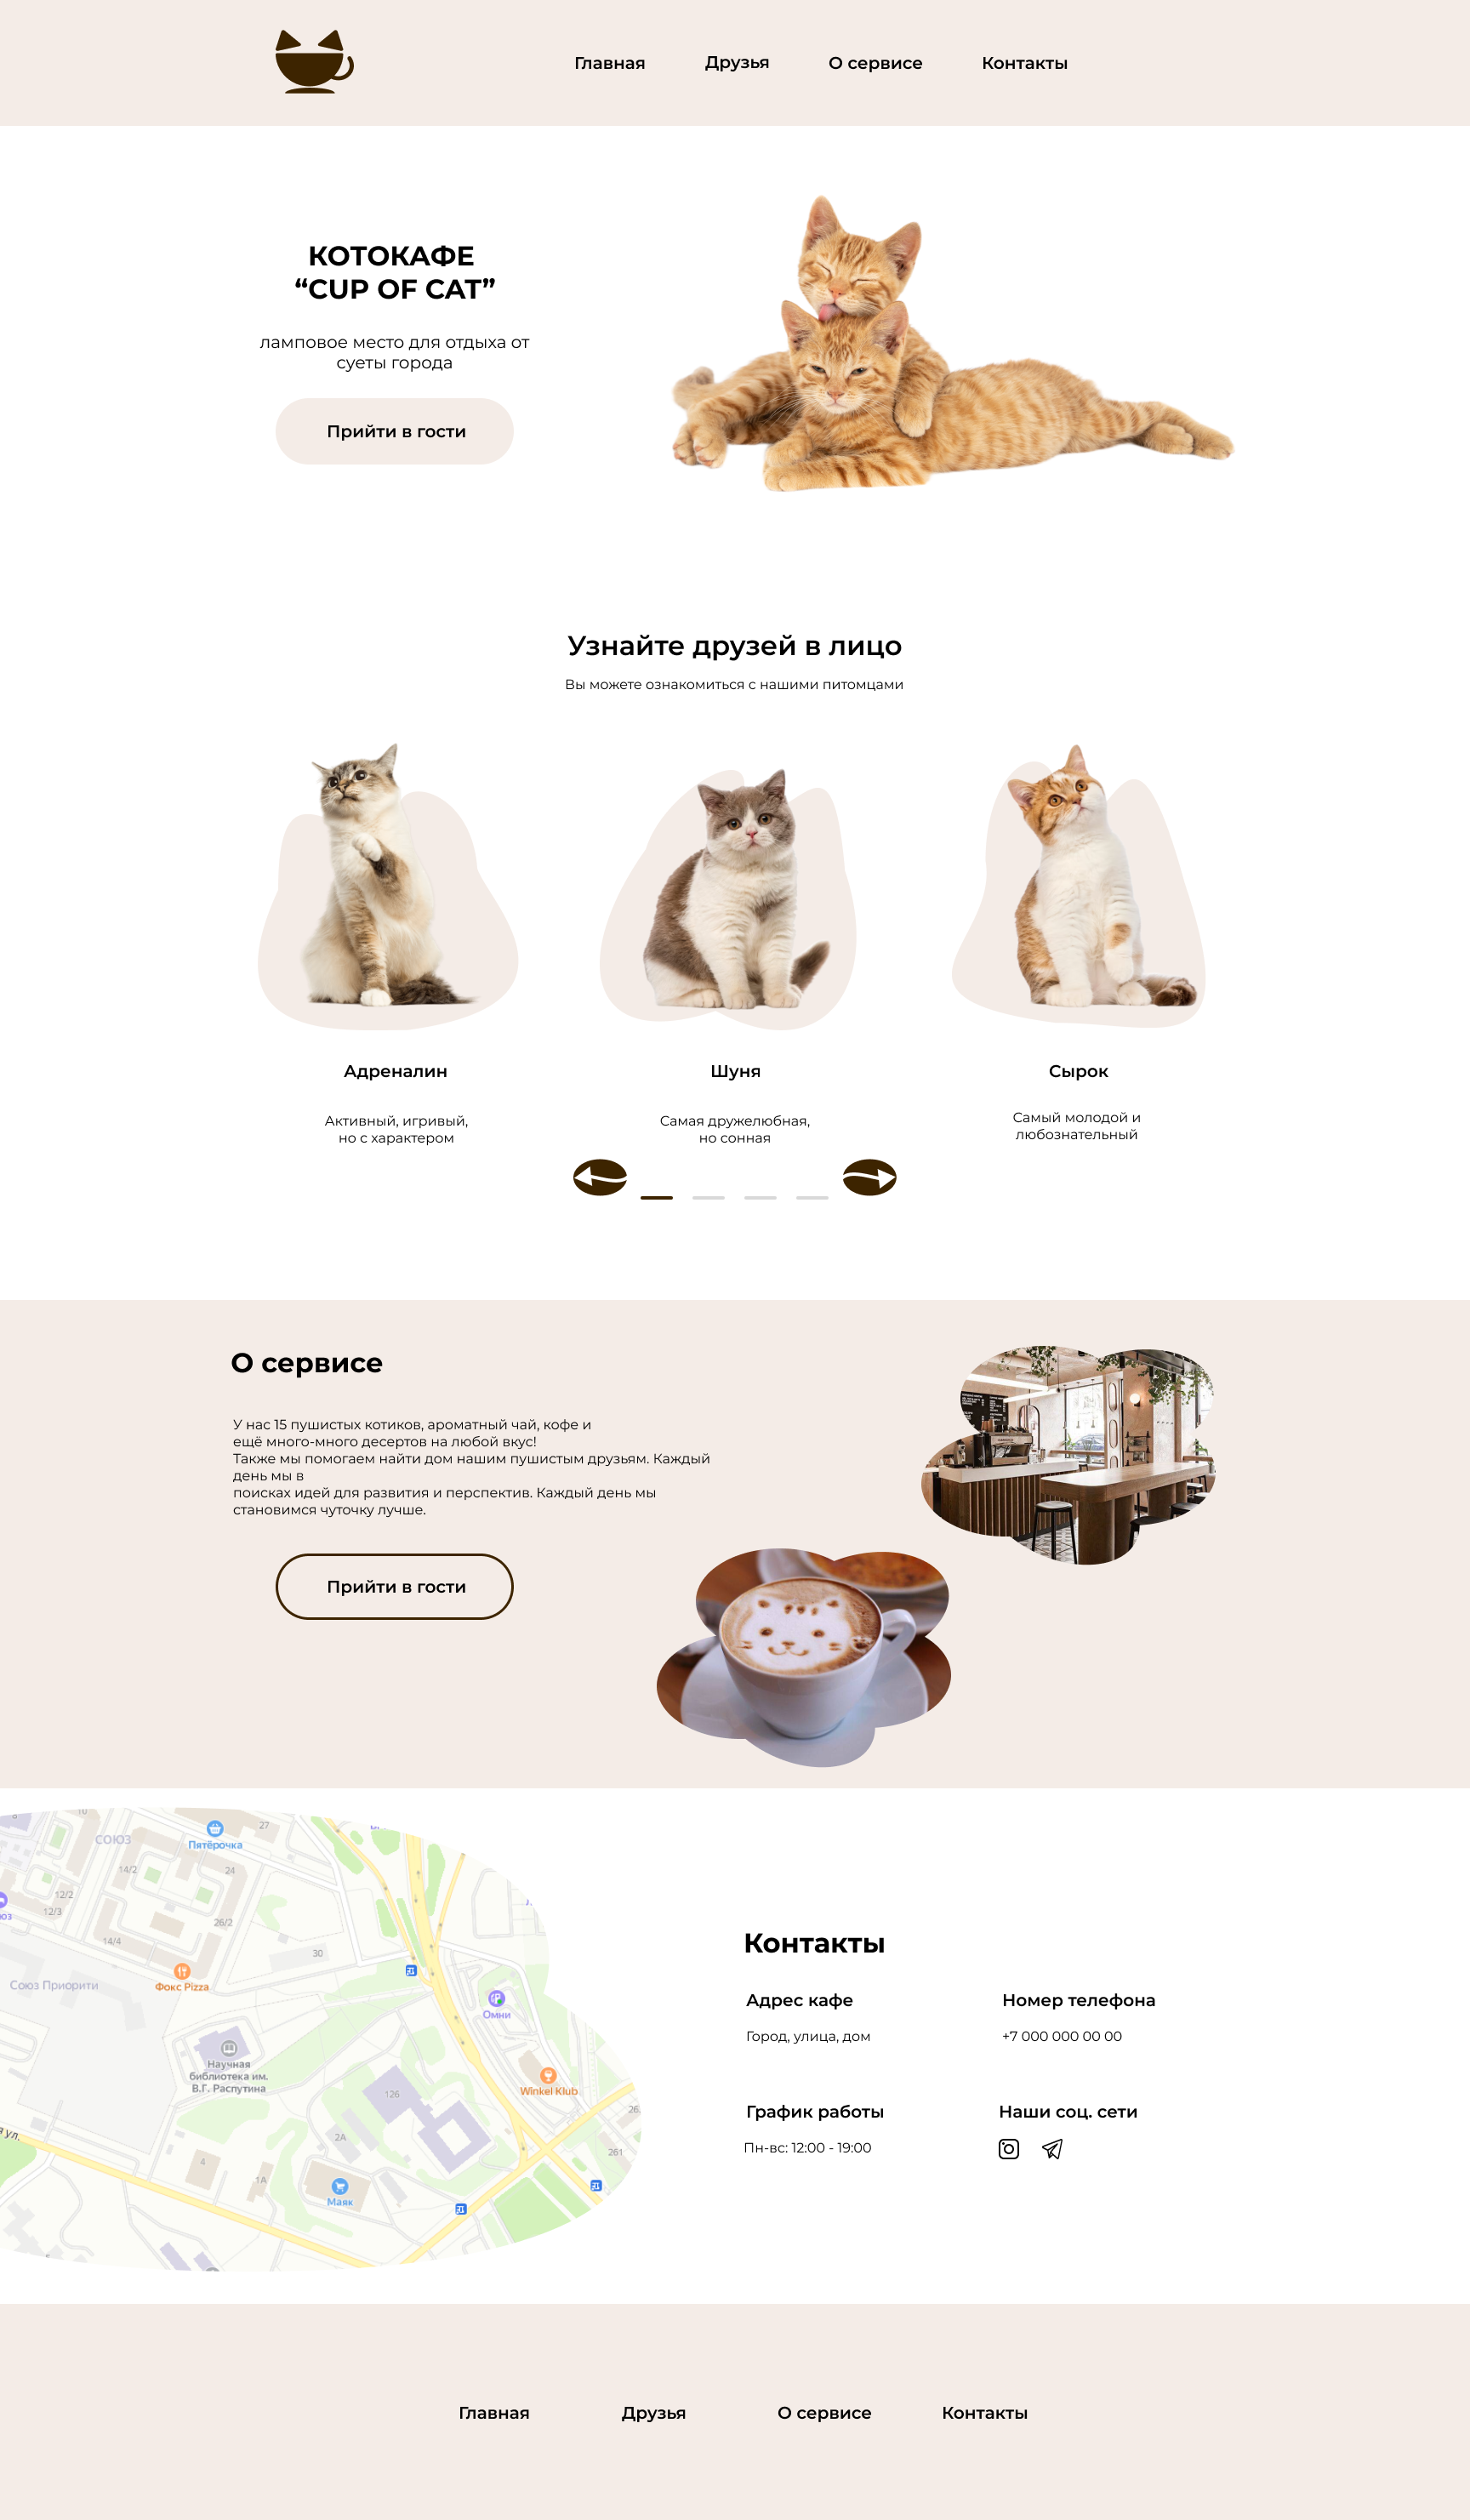 Главная
Друзья
О сервисе
Контакты
КОТОКАФЕ
“CUP OF CAT”
ламповое место для отдыха от
суеты города
Прийти в гости
Узнайте друзей в лицо
Вы можете ознакомиться с нашими питомцами
Адреналин
Шуня
Сырок
Активный, игривый,
но с характером
Самая дружелюбная,
но сонная
Самый молодой и
любознательный
О сервисе
У нас 15 пушистых котиков, ароматный чай, кофе и
ещё много-много десертов на любой вкус!
Также мы помогаем найти дом нашим пушистым друзьям. Каждый
день мы в
поисках идей для развития и перспектив. Каждый день мы
становимся чуточку лучше.
Прийти в гости
10
27
СОЮЗ
Пятёрочка
14/2
24
12/2
12/3
26/2
14/4
30
Союз Приорити
Фокс Pizza
Омни
Научная
библиотека им.
В.Г. Распутина
Winkel Klub
126
2А
261
4
1А
Маяк
Контакты
Адрес кафе
Номер телефона
Город, улица, дом
+7 000 000 00 00
График работы
Наши соц. сети
Пн-вс: 12:00 - 19:00
Главная
Друзья
О сервисе
Контакты